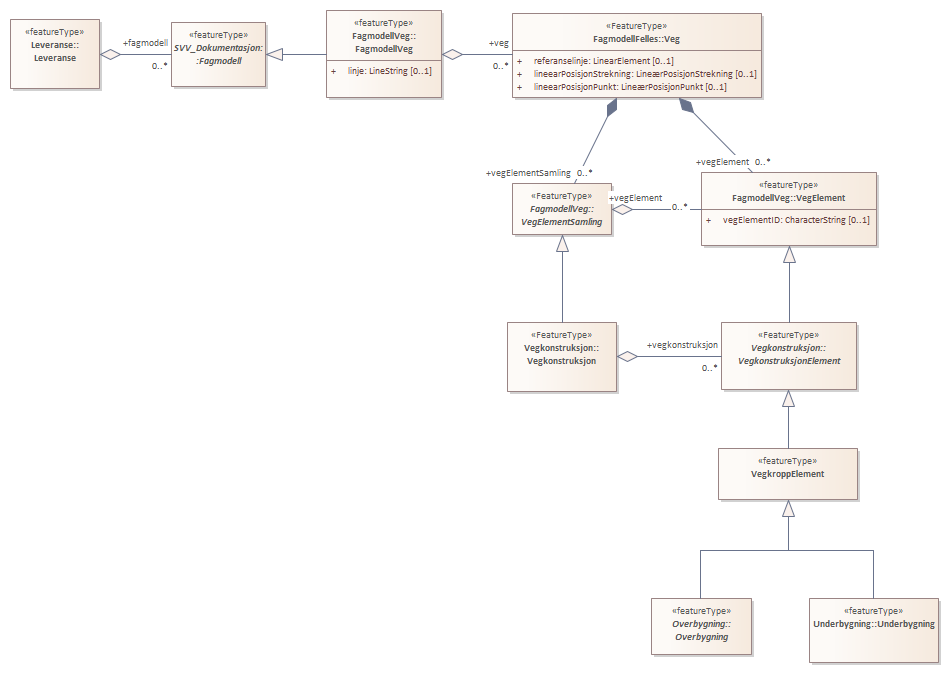 «featureType»
Leveranse::
Leveranse
+fagmodell
0..*
«featureType»
SVV_Dokumentasjon:
:Fagmodell
«featureType»
FagmodellVeg::
FagmodellVeg
+ linje: LineString [0..1]
+veg
0..*
«FeatureType»
FagmodellFelles::Veg
+ referanselinje: LinearElement [0..1]
+ lineearPosisjonStrekning: LineærPosisjonStrekning [0..1]
+ lineearPosisjonPunkt: LineærPosisjonPunkt [0..1]
+vegElementSamling 0..*
+vegElement 0..*
«FeatureType»
FagmodellVeg::
VegElementSamling
+vegElement
0..*
«featureType»
FagmodellVeg::VegElement
+ vegElementID: CharacterString [0..1]
«FeatureType»
Vegkonstruksjon::
Vegkonstruksjon
+vegkonstruksjon
0..*
«FeatureType»
Vegkonstruksjon::
VegkonstruksjonElement
«featureType»
VegkroppElement
«featureType»
Overbygning::
Overbygning
«featureType»
Underbygning::Underbygning